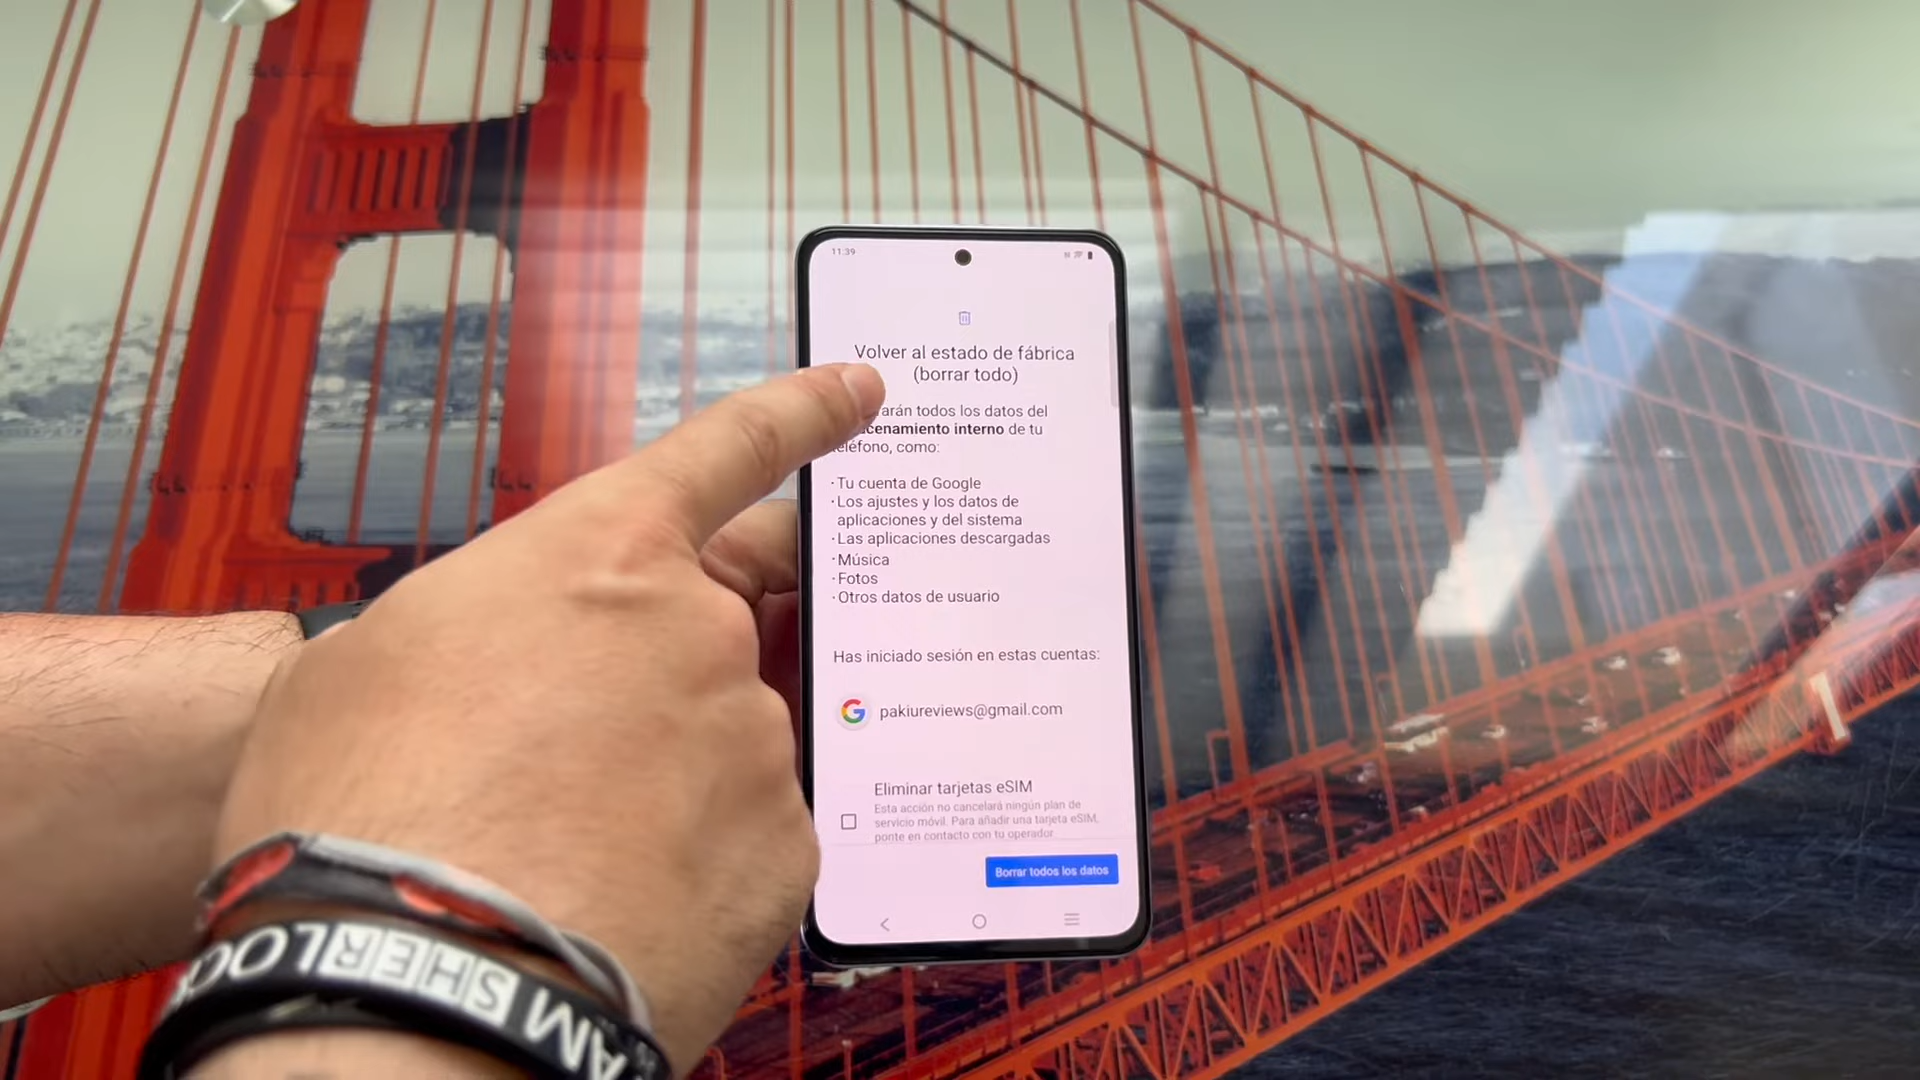 11:39
Volver al estado de fábrica
(borrar todo)
arán todos los datos del
cenamiento interno de tu
eléfono, como:
· Tu cuenta de Google
· Los ajustes y los datos de
aplicaciones y del sistema
· Las aplicaciones descargadas
· Música
· Fotos
· Otros datos de usuario
Has iniciado sesión en estas cuentas:
G pakiureviews@gmail.com
Eliminar tarjetas eSIM
Esta acción no cancelará ningún plan de
servicio móvil. Para añadir una tarjeta eSIM,
ponte en contacto con tu operador
Borrar todos los datos
AM SHERLOC